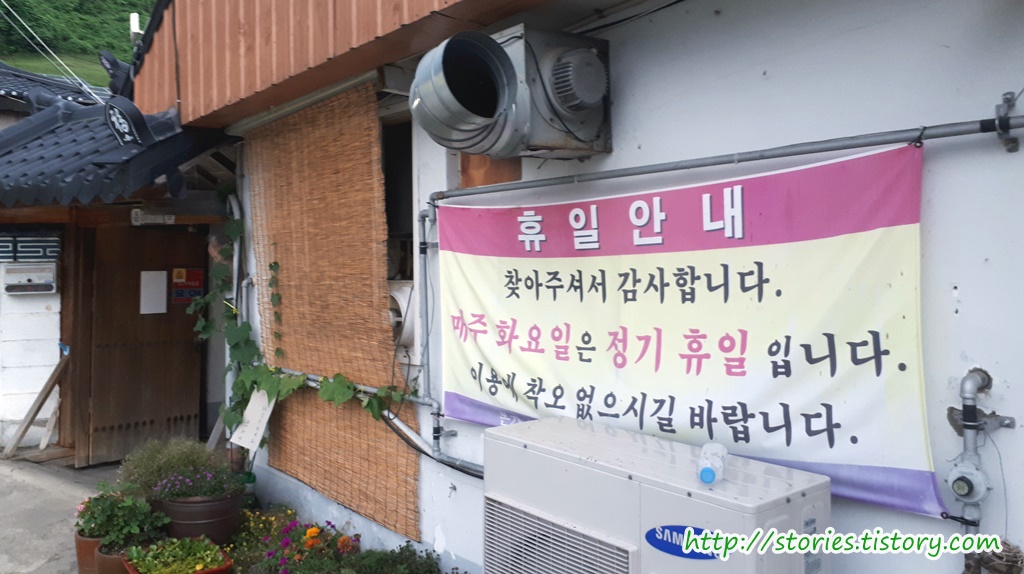 휴일안내
찾아주셔서 감사합니다.
매주 화요일은 정기 휴일 입니다.
이용에 착오 없으시길 바랍니다.
SAMSUNG
http://stories.tistory.com